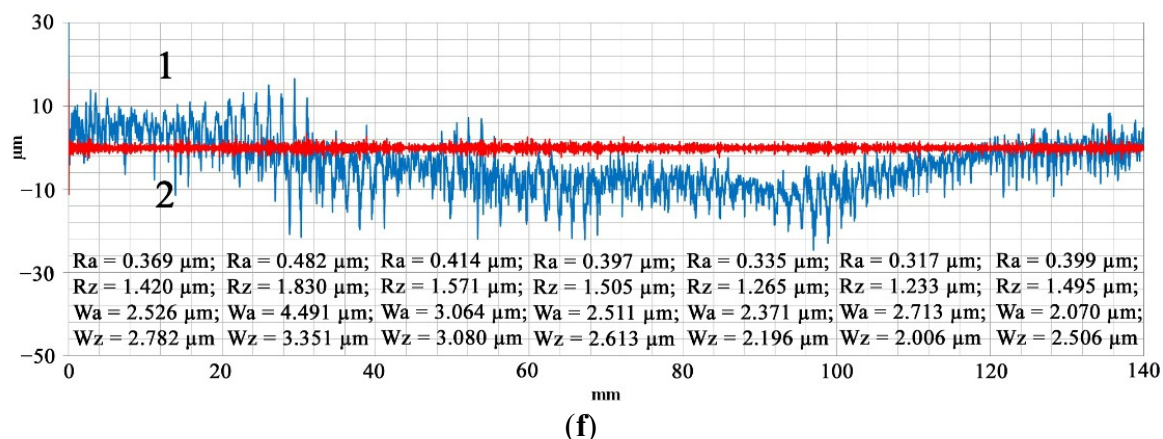 30
1
10
μm
−10
2
Ra = 0.369 μm; Ra = 0.482 μm; Ra = 0.414 μm; Ra = 0.397 μm; Ra = 0.335 μm; Ra = 0.317 μm; Ra = 0.399 μm;
−30
Rz = 1.420 μm; Rz = 1.830 μm; Rz = 1.571 μm; Rz = 1.505 μm; Rz = 1.265 μm; Rz = 1.233 μm; Rz = 1.495 μm;
Wa = 2.526 μm; Wa = 4.491 μm; Wa = 3.064 μm; Wa = 2.511 μm; Wa = 2.371 μm; Wa = 2.713 μm; Wa = 2.070 μm;
Wz = 2.782 μm Wz = 3.351 μm Wz = 3.080 μm Wz = 2.613 μm Wz = 2.196 μm Wz = 2.006 μm Wz = 2.506 μm
−50
0 20 40 60 80 100 120 140
mm
(f)